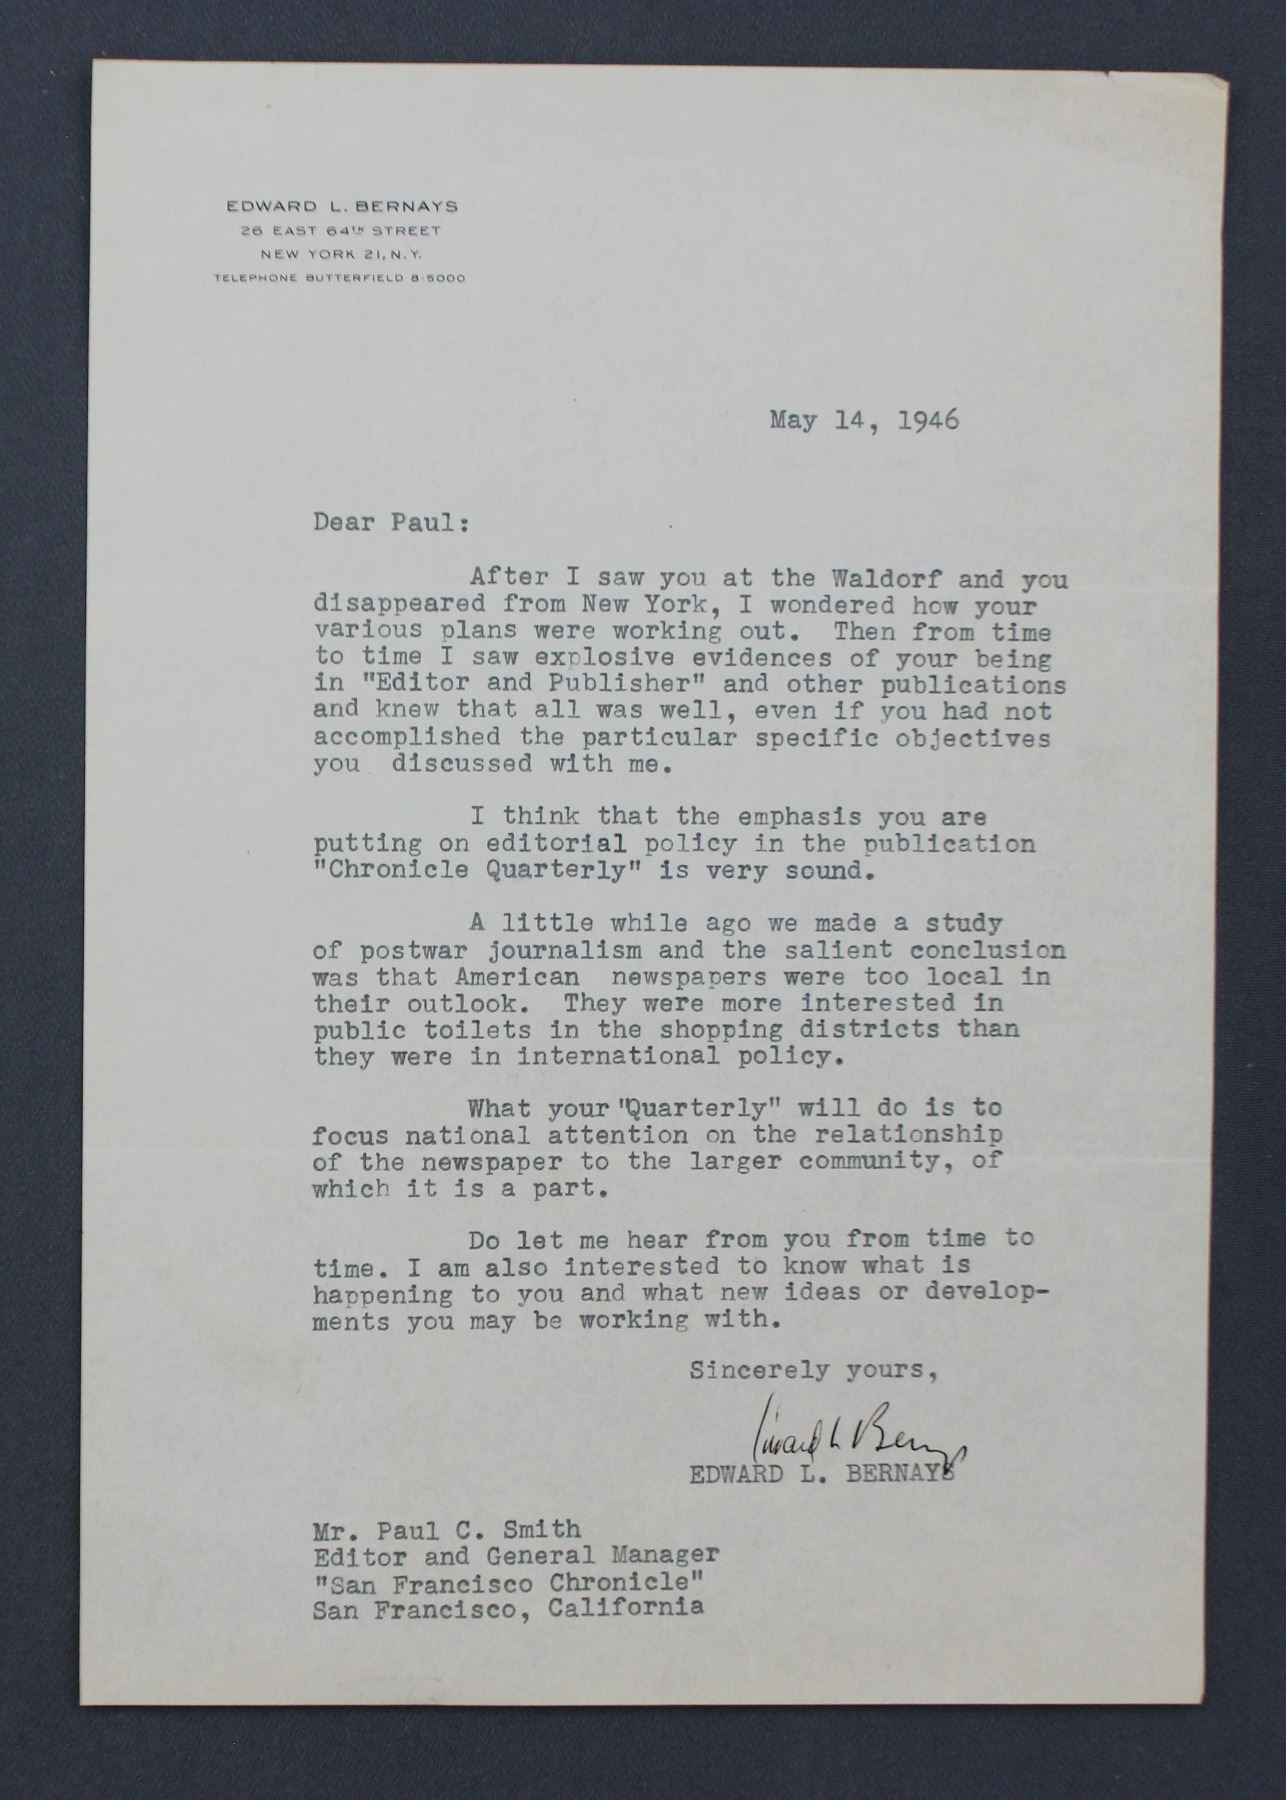 EDWARD L. BERNAYS
26 EAST 64TH STREET
NEW YORK 21, N.Y.
TELEPHONE BUTTERFIELD 8-5000
May 14, 1946
Dear Paul:
After I saw you at the Waldorf and you
disappeared from New York, I wondered how your
various plans were working out. Then from time
to time I saw explosive evidences of your being
in "Editor and Publisher" and other publications
and knew that all was well, even if you had not
accomplished the particular specific objectives
you discussed with me.
I think that the emphasis you are
putting on editorial policy in the publication
"Chronicle Quarterly" is very sound.
A little while ago we made a study
of postwar journalism and the salient conclusion
was that American newspapers were too local in
their outlook. They were more interested in
public toilets in the shopping districts than
they were in international policy.
What your "Quarterly" will do is to
focus national attention on the relationship
of the newspaper to the larger community, of
which it is a part.
Do let me hear from you from time to
time. I am also interested to know what is
happening to you and what new ideas or develop-
ments you may be working with.
Sincerely yours,
Edward L Bernays
EDWARD L. BERNAYS
Mr. Paul C. Smith
Editor and General Manager
"San Francisco Chronicle"
San Francisco, California